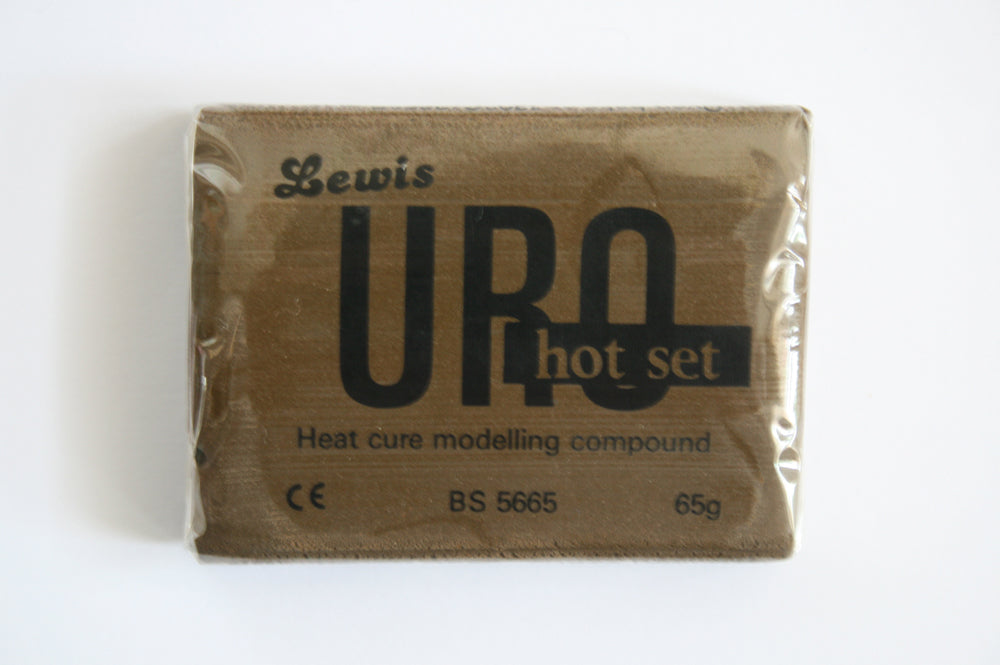 Lewis
URO
hot set
Heat cure modelling compound
CE BS 5665 65g